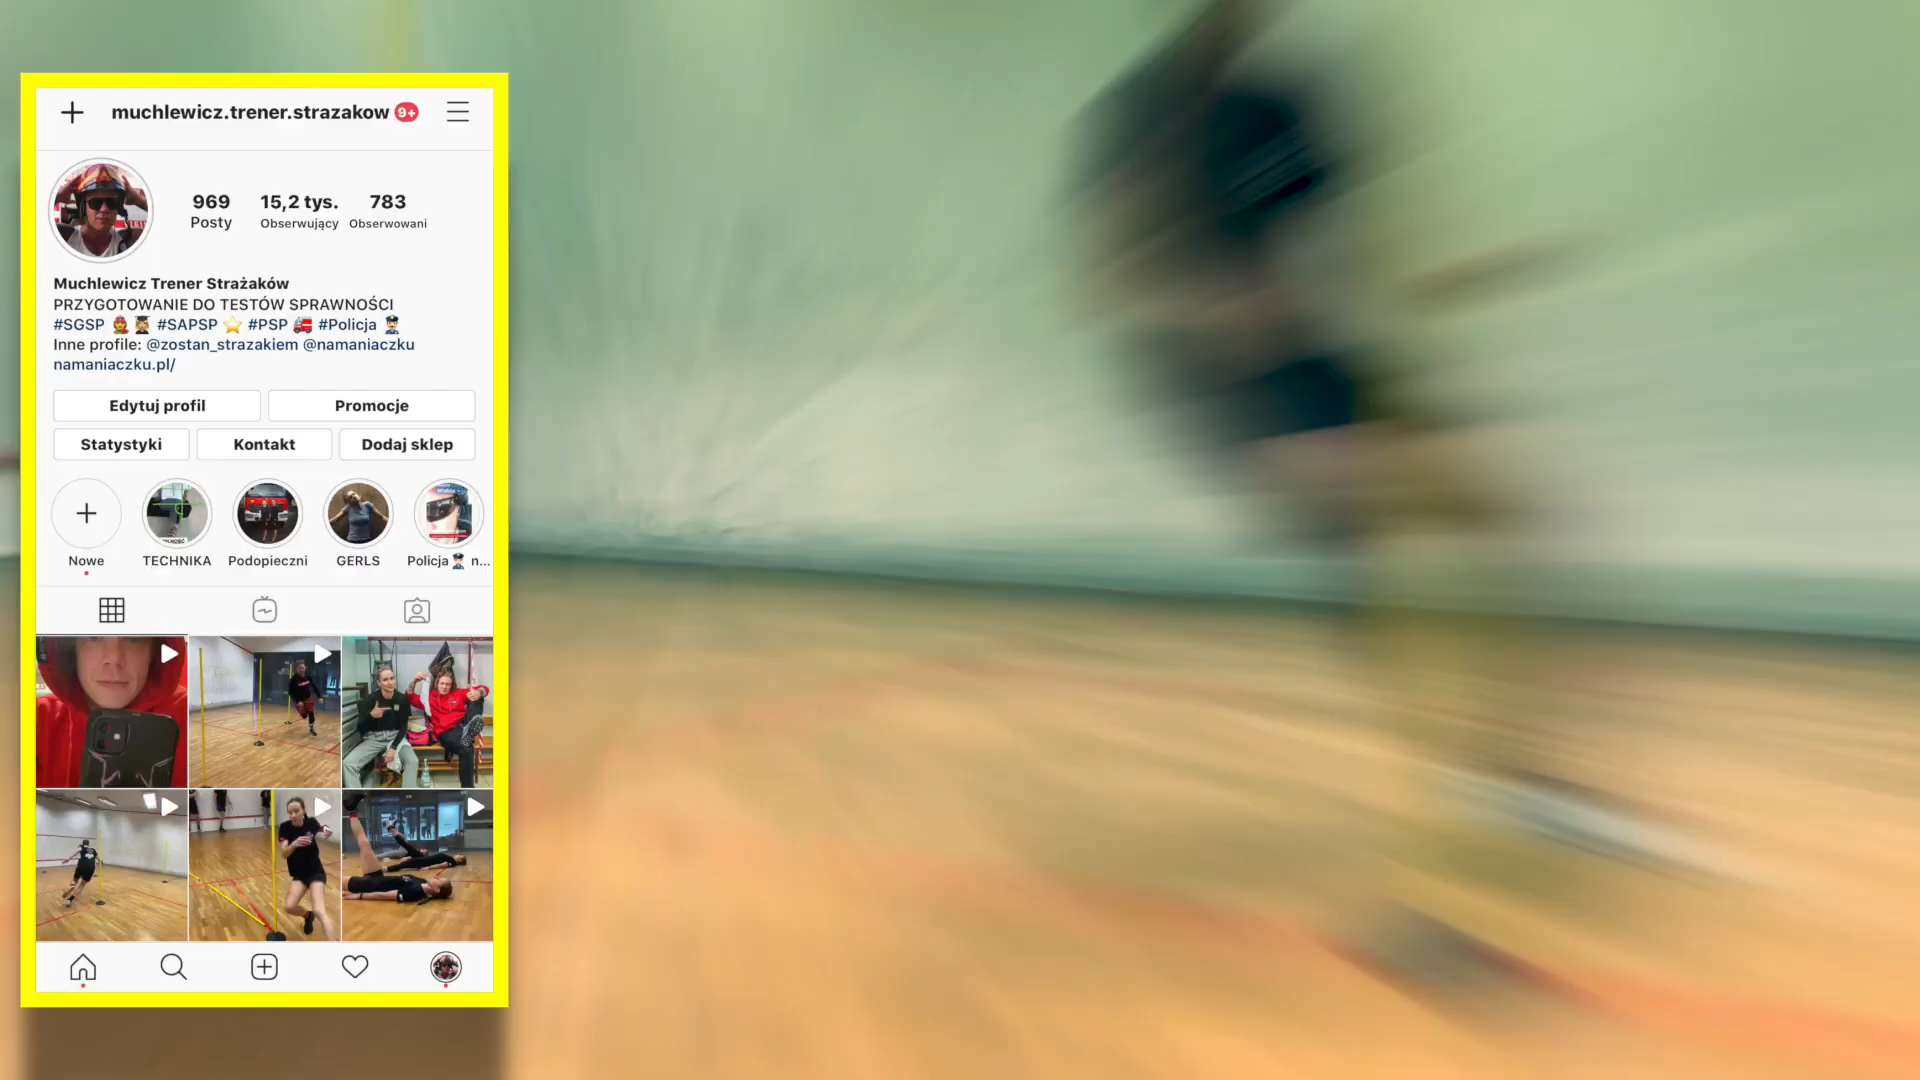 muchlewicz.trener.strazakow 9+
969 15,2 tys. 783
Posty Obserwujący Obserwowani
Muchlewicz Trener Strażaków
PRZYGOTOWANIE DO TESTÓW SPRAWNOŚCI
#SGSP 👩‍🚒 👩🏼‍🎓 #SAPSP ⭐ #PSP 🚒 #Policja 👮🏻
Inne profile: @zostan_strazakiem @namaniaczku
namaniaczku.pl/
Edytuj profil Promocje
Statystyki Kontakt Dodaj sklep
Nowe TECHNIKA Podopieczni GERLS Policja👮🏻 n...